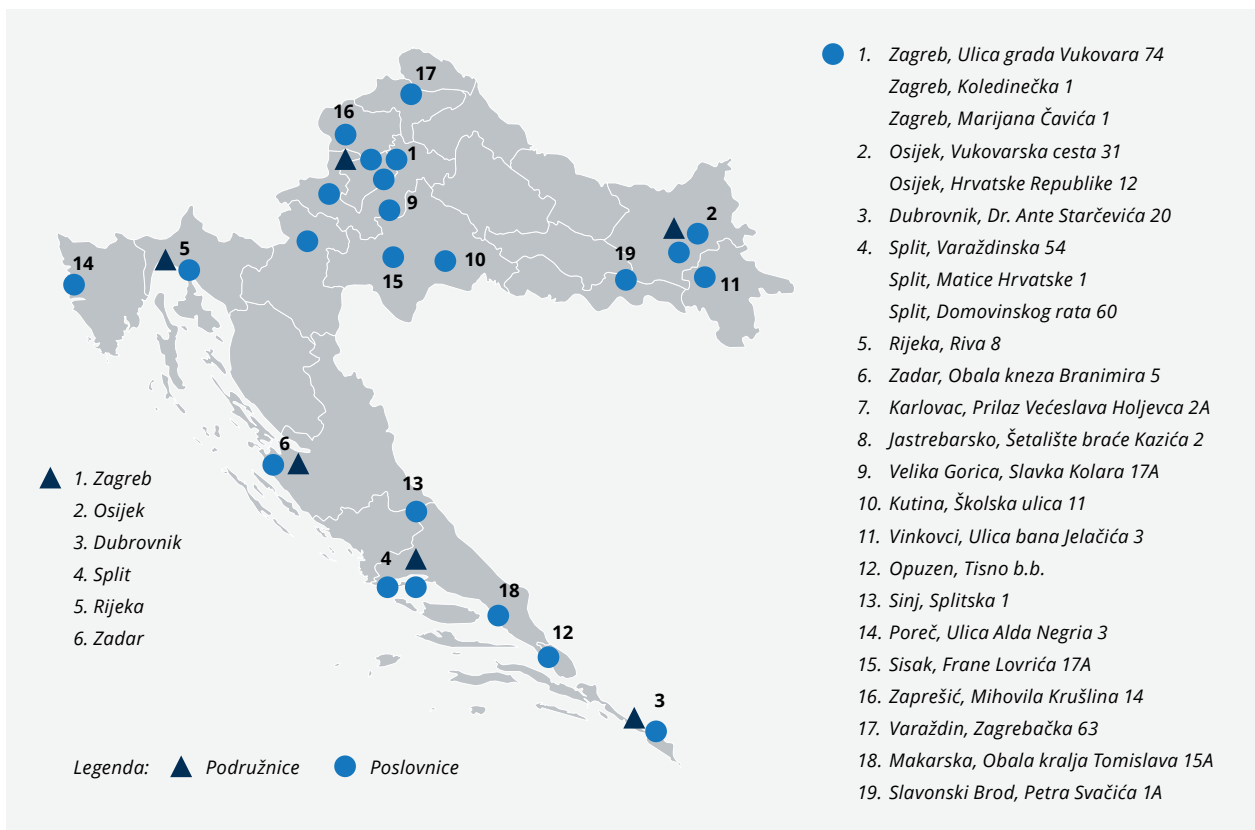 17
16
1
9
2
5
14
19
15
10
11
6
13
4
18
12
3
1. Zagreb
2. Osijek
3. Dubrovnik
4. Split
5. Rijeka
6. Zadar
Legenda: Podružnice Poslovnice
1. Zagreb, Ulica grada Vukovara 74
Zagreb, Koledinečka 1
Zagreb, Marijana Čavića 1
2. Osijek, Vukovarska cesta 31
Osijek, Hrvatske Republike 12
3. Dubrovnik, Dr. Ante Starčevića 20
4. Split, Varaždinska 54
Split, Matice Hrvatske 1
Split, Domovinskog rata 60
5. Rijeka, Riva 8
6. Zadar, Obala kneza Branimira 5
7. Karlovac, Prilaz Većeslava Holjevca 2A
8. Jastrebarsko, Šetalište braće Kazića 2
9. Velika Gorica, Slavka Kolara 17A
10. Kutina, Školska ulica 11
11. Vinkovci, Ulica bana Jelačića 3
12. Opuzen, Tisno b.b.
13. Sinj, Splitska 1
14. Poreč, Ulica Alda Negria 3
15. Sisak, Frane Lovrića 17A
16. Zaprešić, Mihovila Krušlina 14
17. Varaždin, Zagrebačka 63
18. Makarska, Obala kralja Tomislava 15A
19. Slavonski Brod, Petra Svačića 1A